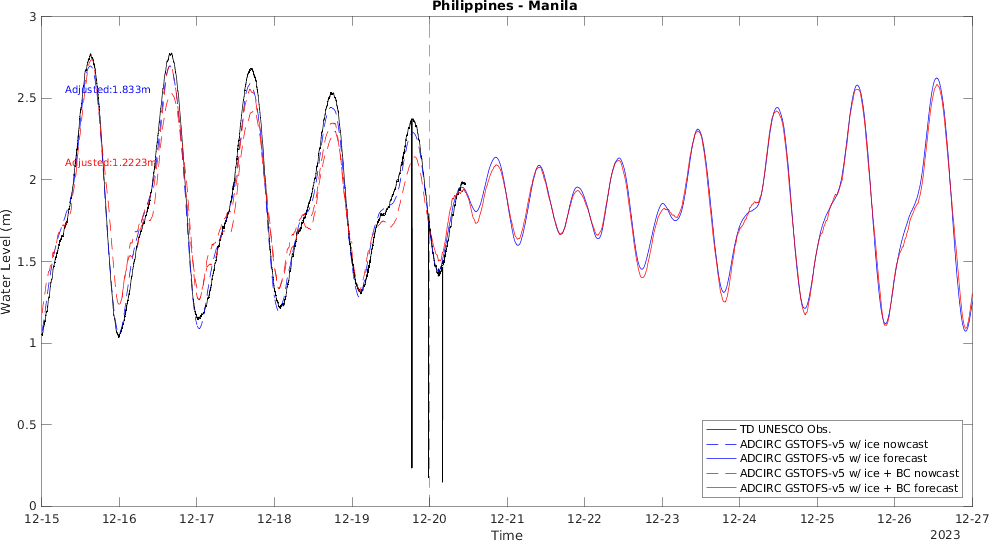 Philippines - Manila
3
2.5
2
1.5
1
0.5
0
Water Level (m)
Adjusted:1.833m
Adjusted:1.2223m
TD UNESCO Obs.
ADCIRC GSTOFS-v5 w/ ice nowcast
ADCIRC GSTOFS-v5 w/ ice forecast
ADCIRC GSTOFS-v5 w/ ice + BC nowcast
ADCIRC GSTOFS-v5 w/ ice + BC forecast
12-15 12-16 12-17 12-18 12-19 12-20 12-21 12-22 12-23 12-24 12-25 12-26 12-27
Time
2023